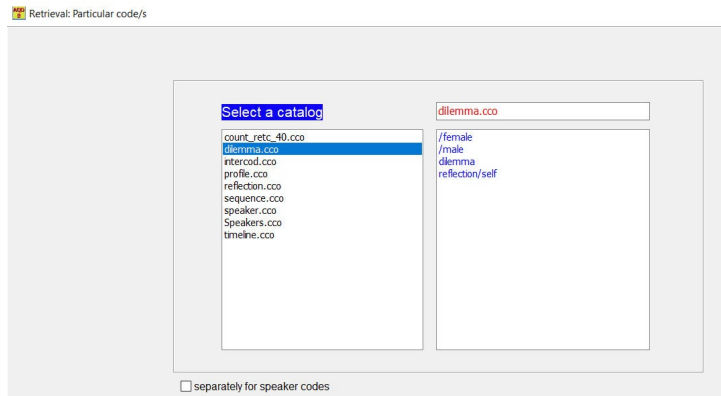 Retrieval: Particular code/s
Select a catalog
dilemma.cco
count_retc_40.cco
dilemma.cco
intercod.cco
profile.cco
reflection.cco
sequence.cco
speaker.cco
Speakers.cco
timeline.cco
/female
/male
dilemma
reflection/self
separately for speaker codes